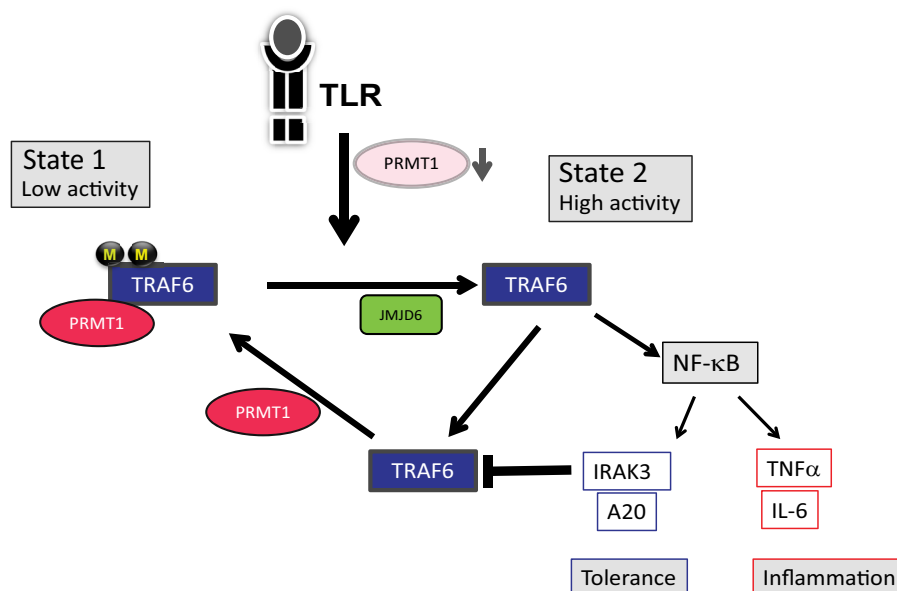 TLR
PRMT1
State 1
Low activity
State 2
High activity
M M
TRAF6
PRMT1
JMJD6
TRAF6
NF-κB
PRMT1
TRAF6
IRAK3
A20
TNFα
IL-6
Tolerance
Inflammation